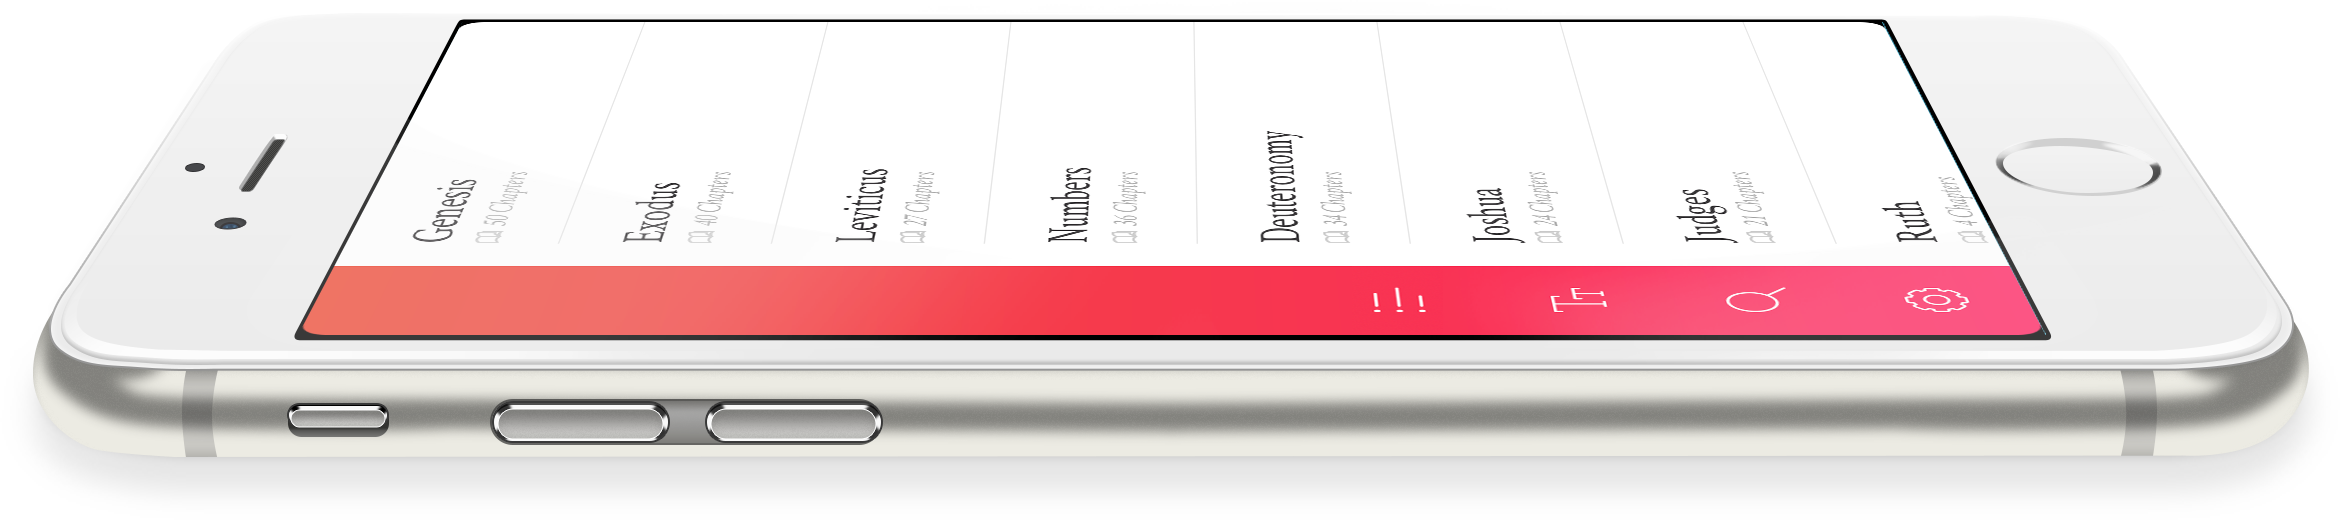 Genesis
50 Chapters
Exodus
40 Chapters
Leviticus
27 Chapters
Numbers
36 Chapters
Deuteronomy
34 Chapters
Joshua
24 Chapters
Judges
21 Chapters
Ruth
4 Chapters